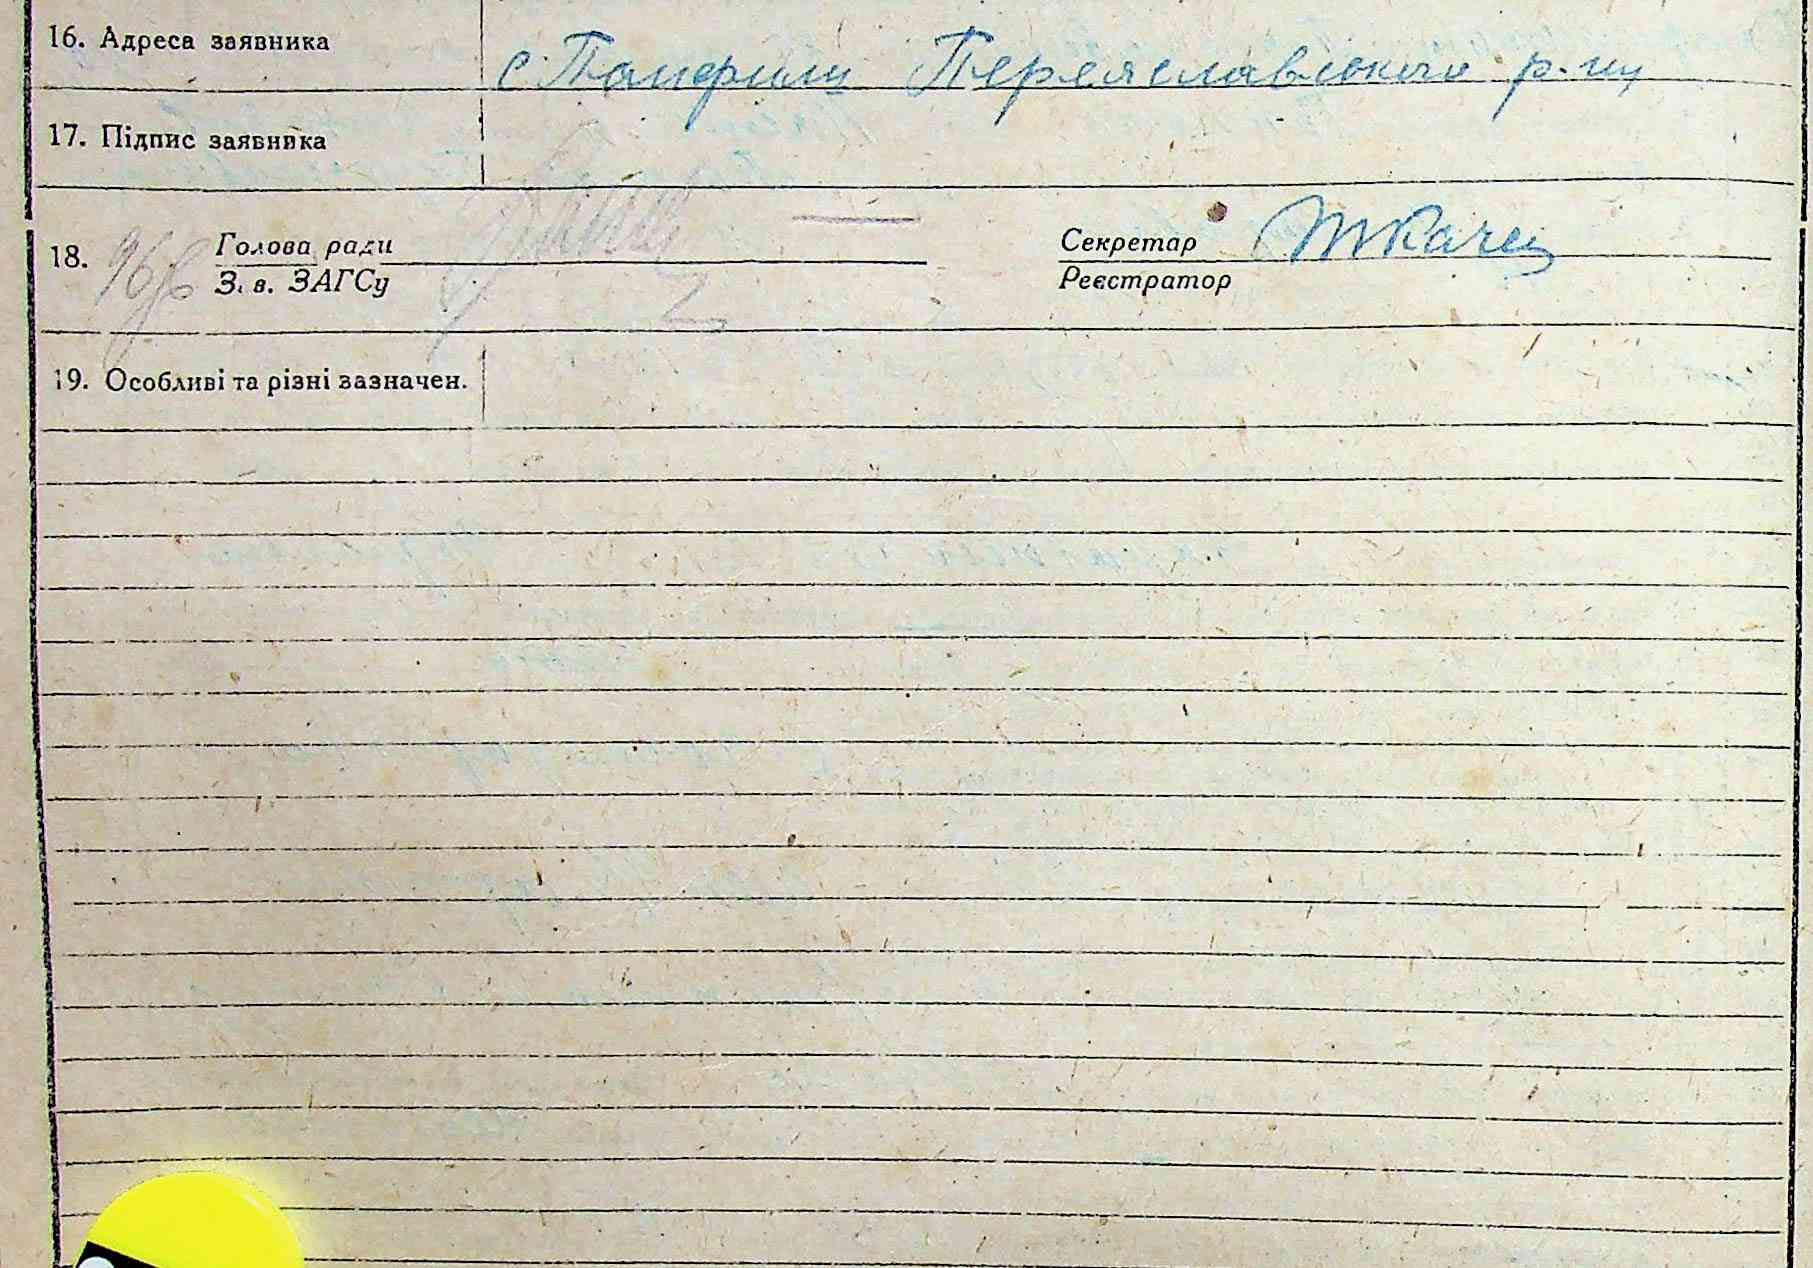 16. Адреса заявника
с Панфили Переяславського р-ну
17. Підпис заявника
18. Голова ради
З. в. ЗАГСу
Секретар Ткачен
Реєстратор
19. Особливі та різні зазначен.